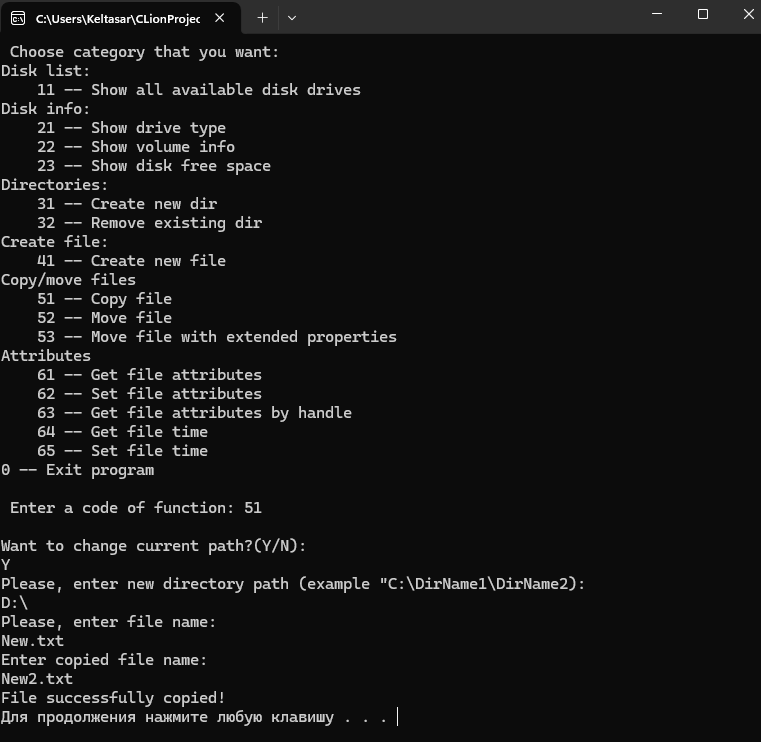 C:\Users\Keltasar\CLionProjec
Choose category that you want:
Disk list:
    11 -- Show all available disk drives
Disk info:
    21 -- Show drive type
    22 -- Show volume info
    23 -- Show disk free space
Directories:
    31 -- Create new dir
    32 -- Remove existing dir
Create file:
    41 -- Create new file
Copy/move files
    51 -- Copy file
    52 -- Move file
    53 -- Move file with extended properties
Attributes
    61 -- Get file attributes
    62 -- Set file attributes
    63 -- Get file attributes by handle
    64 -- Get file time
    65 -- Set file time
0 -- Exit program
Enter a code of function: 51
Want to change current path?(Y/N):
Y
Please, enter new directory path (example "C:\DirName1\DirName2):
D:\
Please, enter file name:
New.txt
Enter copied file name:
New2.txt
File successfully copied!
Для продолжения нажмите любую клавишу . . .